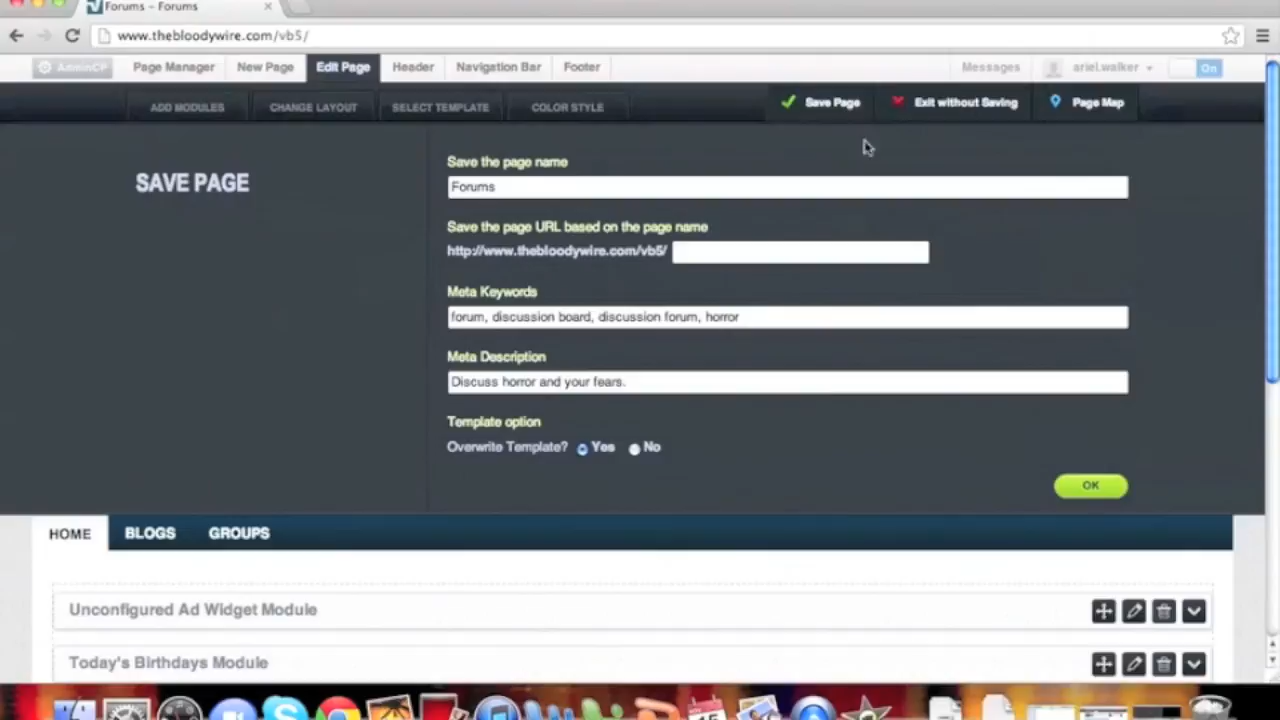 Forums – Forums
www.thebloodywire.com/vb5/
AdminCP Page Manager New Page Edit Page Header Navigation Bar Footer Messages ariel.walker On
ADD MODULES CHANGE LAYOUT SELECT TEMPLATE COLOR STYLE Save Page Exit without Saving Page Map
SAVE PAGE
Save the page name
Forums
Save the page URL based on the page name
http://www.thebloodywire.com/vb5/
Meta Keywords
forum, discussion board, discussion forum, horror
Meta Description
Discuss horror and your fears.
Template option
Overwrite Template? Yes No
OK
HOME BLOGS GROUPS
Unconfigured Ad Widget Module
Today's Birthdays Module